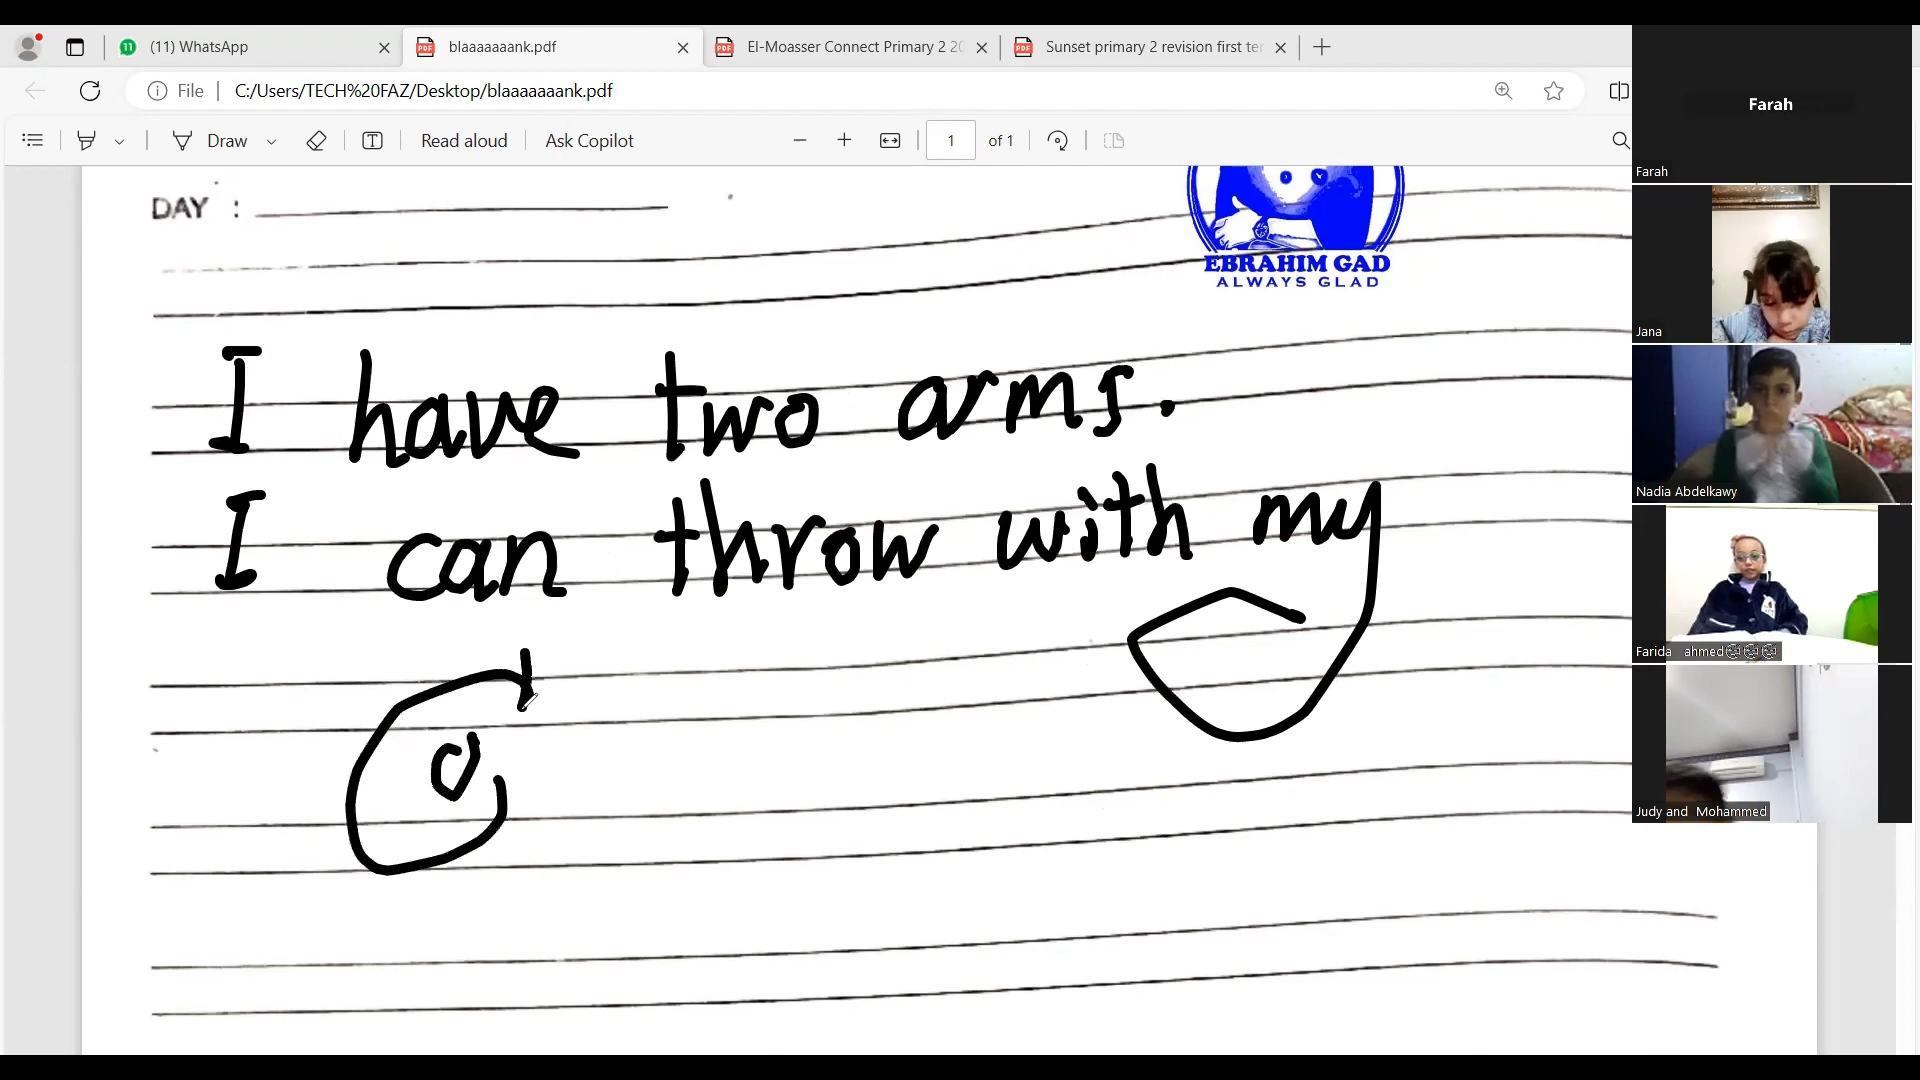 (11) WhatsApp
blaaaaaaank.pdf
El-Moasser Connect Primary 2 20
Sunset primary 2 revision first ter
File
C:/Users/TECH%20FAZ/Desktop/blaaaaaaank.pdf
Draw
Read aloud
Ask Copilot
1 of 1
DAY :
EBRAHIM GAD
ALWAYS GLAD
I have two arms.
I can throw with my
Farah
Farah
Jana
Nadia Abdelkawy
Farida ahmed
Judy and Mohammed